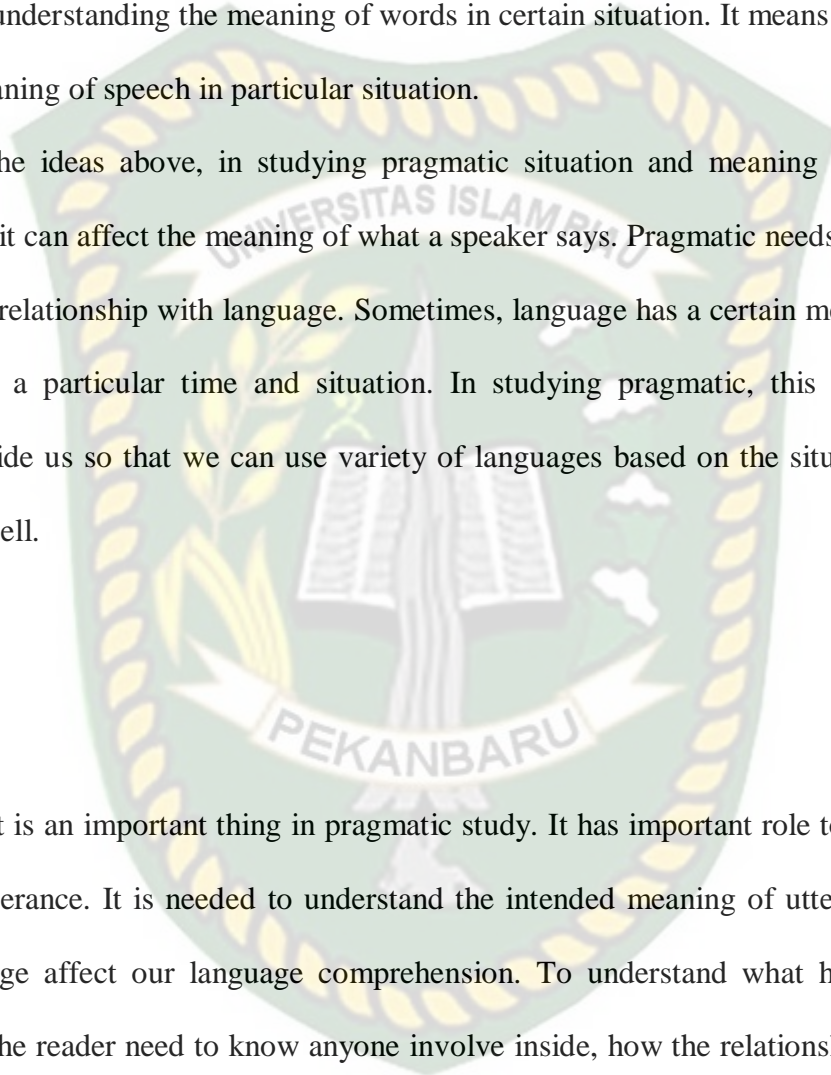 understanding the meaning of words in certain situation. It means
aning of speech in particular situation.
he ideas above, in studying pragmatic situation and meaning
UNIVERSITAS ISLAM RIAU
it can affect the meaning of what a speaker says. Pragmatic needs
relationship with language. Sometimes, language has a certain me
a particular time and situation. In studying pragmatic, this
ide us so that we can use variety of languages based on the situ
ell.
PEKANBARU
t is an important thing in pragmatic study. It has important role to
erance. It is needed to understand the intended meaning of utte
ge affect our language comprehension. To understand what h
he reader need to know anyone involve inside, how the relations